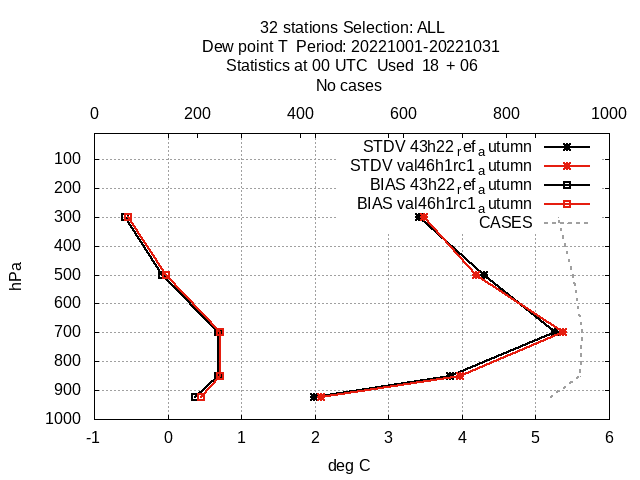 32 stations Selection: ALL
Dew point T  Period: 20221001-20221031
Statistics at 00 UTC  Used  18  + 06
No cases
0 200 400 600 800 1000
STDV 43h22_ref_autumn
STDV val46h1rc1_autumn
BIAS 43h22_ref_autumn
BIAS val46h1rc1_autumn
CASES
100
200
300
400
500
600
700
800
900
1000
hPa
-1 0 1 2 3 4 5 6
deg C